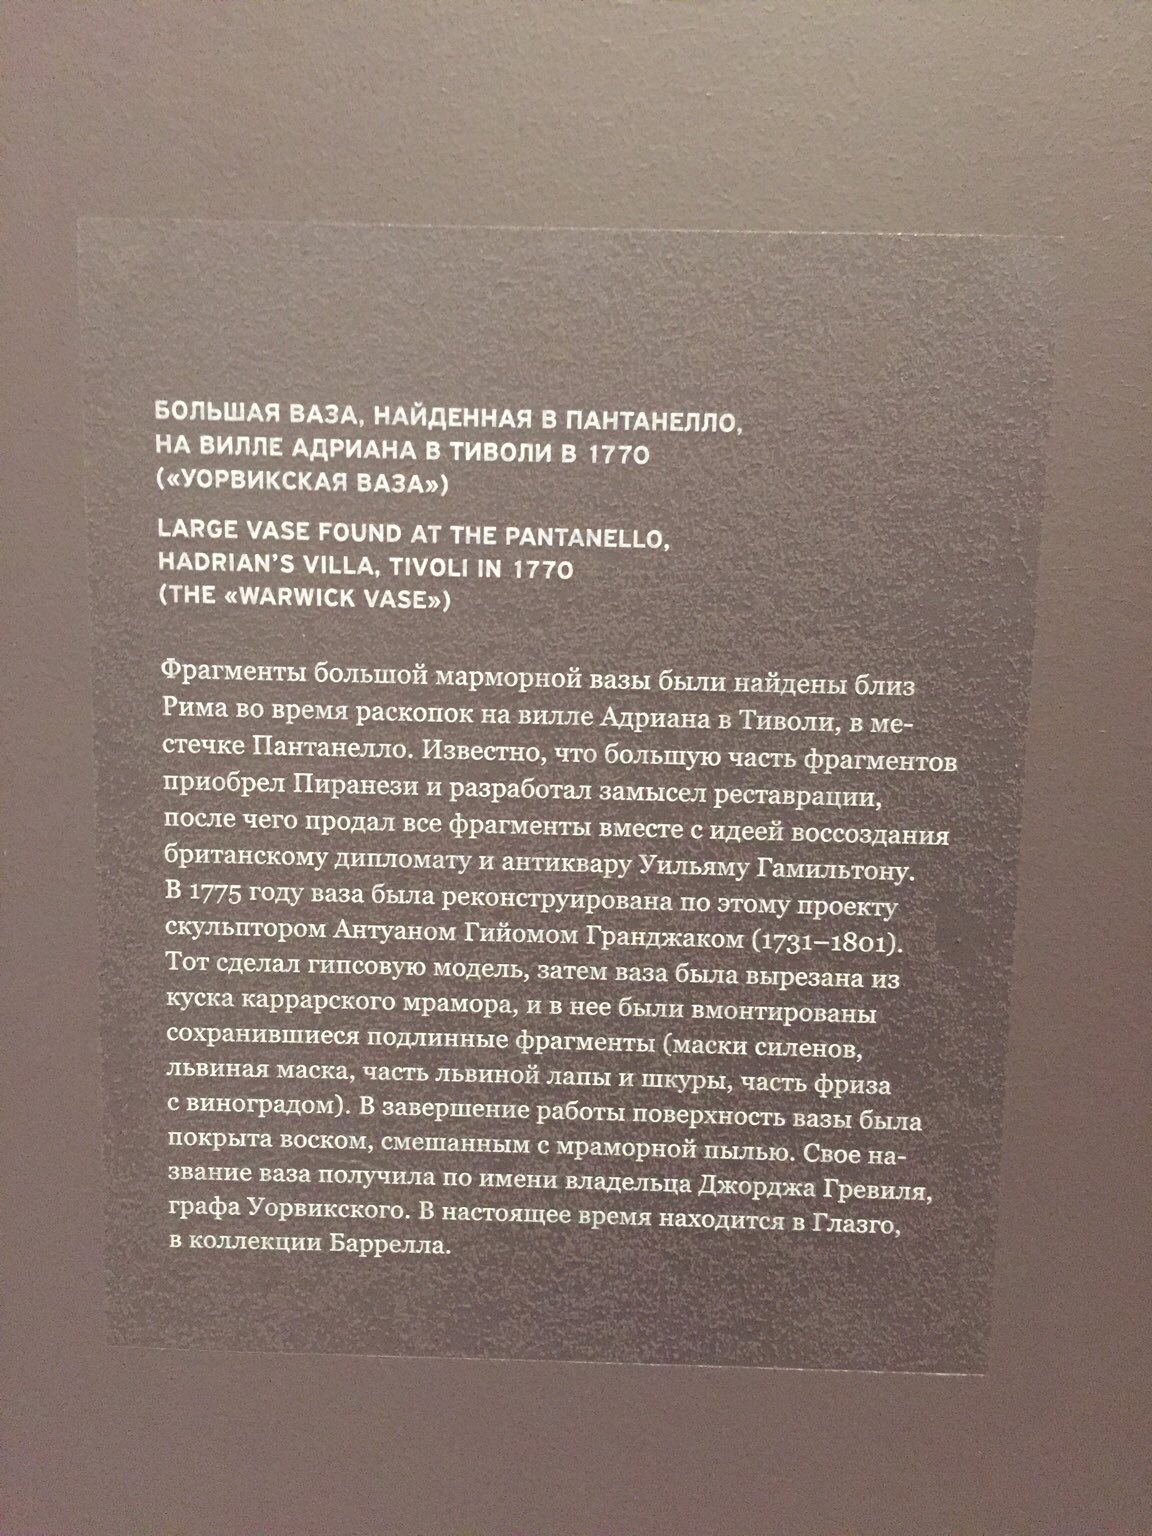 БОЛЬШАЯ ВАЗА, НАЙДЕННАЯ В ПАНТАНЕЛЛО,
НА ВИЛЛЕ АДРИАНА В ТИВОЛИ В 1770
(«УОРВИКСКАЯ ВАЗА»)
LARGE VASE FOUND AT THE PANTANELLO,
HADRIAN'S VILLA, TIVOLI IN 1770
(THE «WARWICK VASE»)
Фрагменты большой марморной вазы были найдены близ
Рима во время раскопок на вилле Адриана в Тиволи, в ме-
стечке Пантанелло. Известно, что большую часть фрагментов
приобрел Пиранези и разработал замысел реставрации,
после чего продал все фрагменты вместе с идеей воссоздания
британскому дипломату и антиквару Уильяму Гамильтону.
В 1775 году ваза была реконструирована по этому проекту
скульптором Антуаном Гийомом Гранджаком (1731–1801).
Тот сделал гипсовую модель, затем ваза была вырезана из
куска каррарского мрамора, и в нее были вмонтированы
сохранившиеся подлинные фрагменты (маски силенов,
львиная маска, часть львиной лапы и шкуры, часть фриза
с виноградом). В завершение работы поверхность вазы была
покрыта воском, смешанным с мраморной пылью. Свое на-
звание ваза получила по имени владельца Джорджа Гревиля,
графа Уорвикского. В настоящее время находится в Глазго,
в коллекции Баррелла.